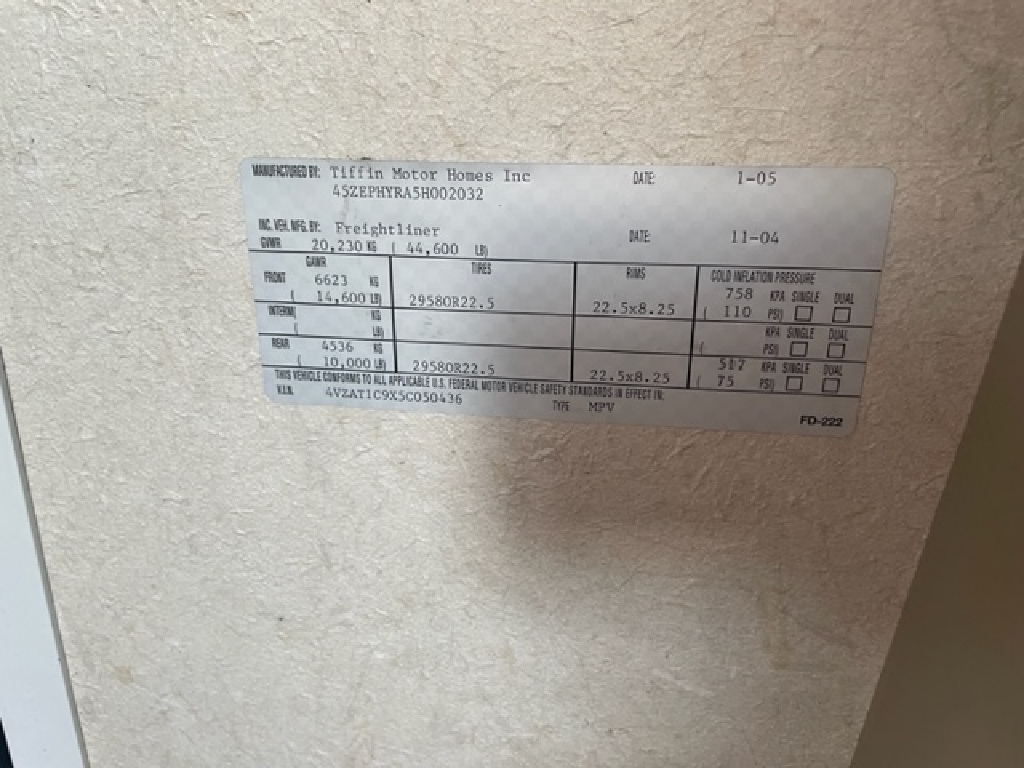 MANUFACTURED BY: Tiffin Motor Homes Inc DATE: 1-05
45ZEPHYRA5H002032
INC. VEH. MFG. BY: Freightliner DATE: 11-04
GVWR 20,230 KG ( 44,600 LB)
GAWR TIRES RIMS COLD INFLATION PRESSURE
FRONT 6623 KG 758 KPA SINGLE DUAL
( 14,600 LB) 29580R22.5 22.5x8.25 ( 110 PSI)
INTERM( KG KPA SINGLE DUAL
LB) ( PSI)
REAR 4536 KG 517 KPA SINGLE DUAL
( 10,000 LB) 29580R22.5 22.5x8.25 ( 75 PSI)
THIS VEHICLE CONFORMS TO ALL APPLICABLE U.S. FEDERAL MOTOR VEHICLE SAFETY STANDARDS IN EFFECT IN:
V.I.N. 4VZAT1C9X5C050436 TYPE MPV
FD-222